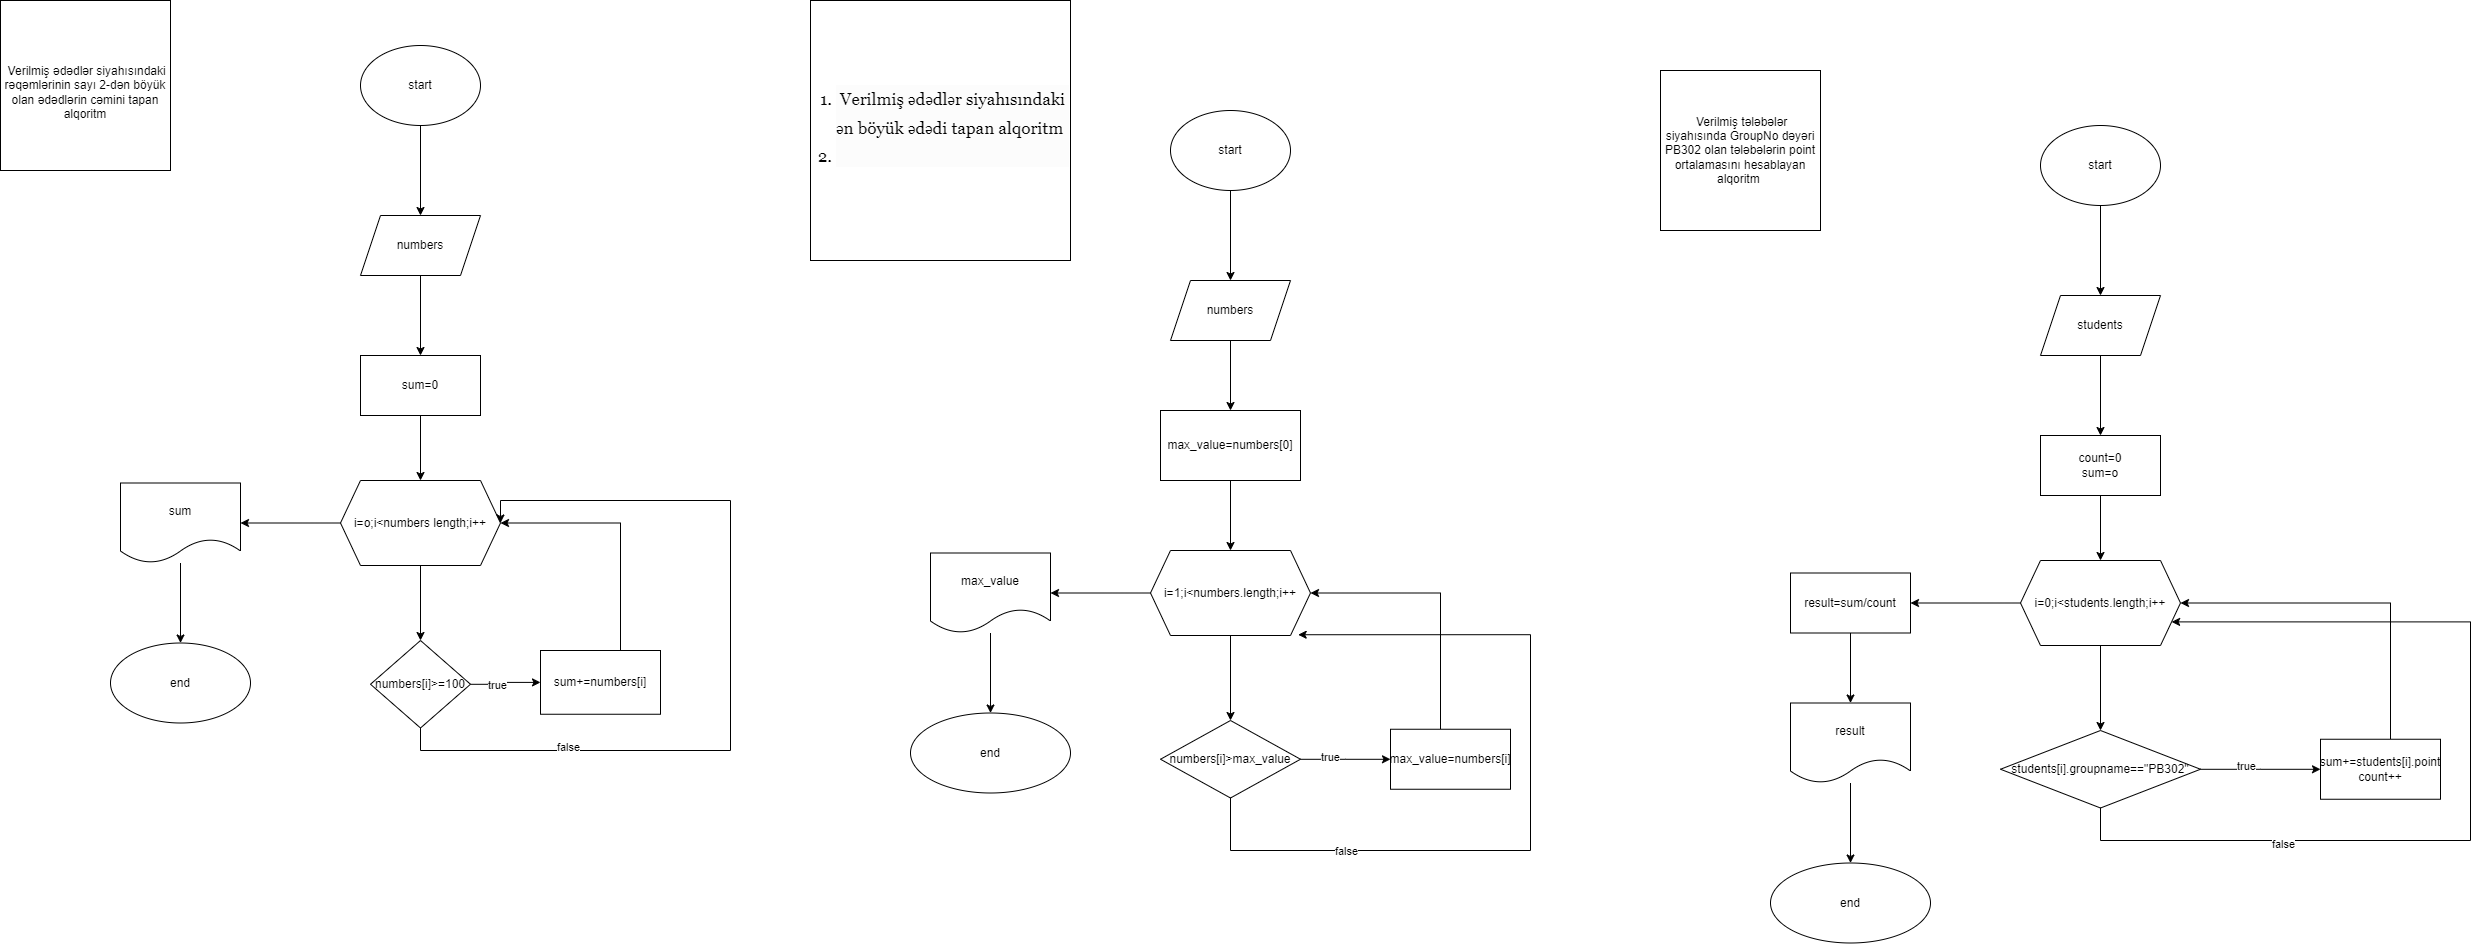 Verilmiş ədədlər siyahısındaki
rəqəmlərinin sayı 2-dən böyük
olan ədədlərin cəmini tapan
alqoritm
start
numbers
sum=0
i=o;i<numbers length;i++
sum
end
numbers[i]>=100
true
sum+=numbers[i]
false
1. Verilmiş ədədlər siyahısındaki
ən böyük ədədi tapan alqoritm
2.
start
numbers
max_value=numbers[0]
i=1;i<numbers.length;i++
max_value
end
numbers[i]>max_value
true
max_value=numbers[i]
false
Verilmiş tələbələr
siyahısında GroupNo dəyəri
PB302 olan tələbələrin point
ortalamasını hesablayan
alqoritm
start
students
count=0
sum=o
i=0;i<students.length;i++
result=sum/count
result
end
students[i].groupname=="PB302"
true
sum+=students[i].point
count++
false